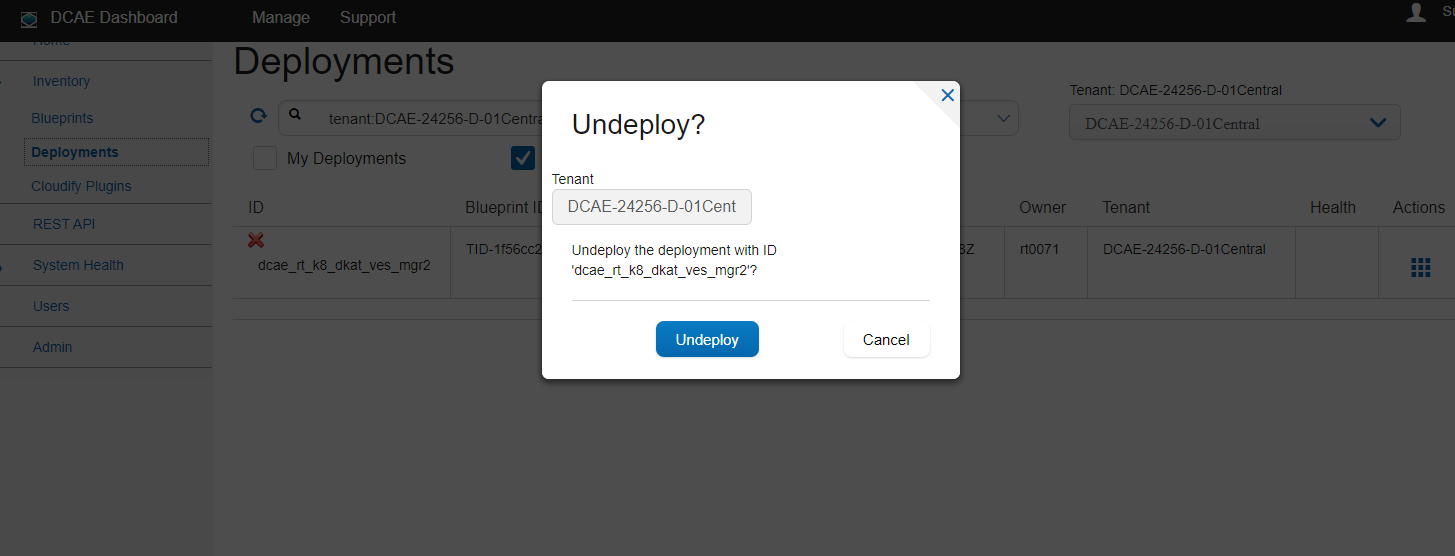 DCAE Dashboard
Manage
Support
Home
Inventory
Blueprints
Deployments
Cloudify Plugins
REST API
System Health
Users
Admin
Deployments
tenant:DCAE-24256-D-01Centra
Tenant: DCAE-24256-D-01Central
DCAE-24256-D-01Central
My Deployments
ID
Blueprint ID
Owner
Tenant
Health
Actions
dcae_rt_k8_dkat_ves_mgr2
TID-1f56cc2
rt0071
DCAE-24256-D-01Central
Undeploy?
Tenant
DCAE-24256-D-01Cent
Undeploy the deployment with ID
'dcae_rt_k8_dkat_ves_mgr2'?
Undeploy
Cancel